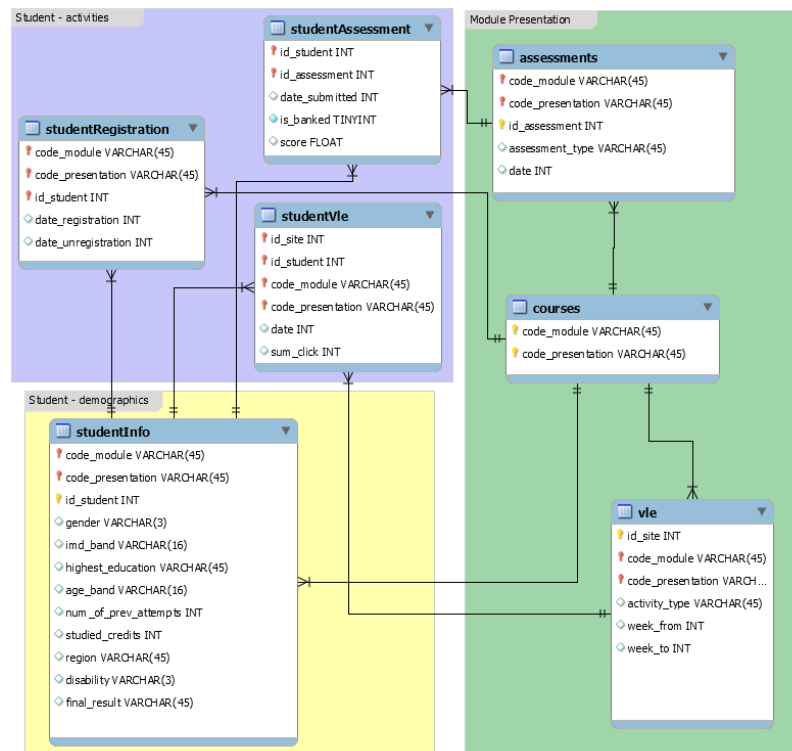 Student - activities
studentAssessment
id_student INT
id_assessment INT
date_submitted INT
is_banked TINYINT
score FLOAT
studentRegistration
code_module VARCHAR(45)
code_presentation VARCHAR(45)
id_student INT
date_registration INT
date_unregistration INT
studentVle
id_site INT
id_student INT
code_module VARCHAR(45)
code_presentation VARCHAR(45)
date INT
sum_click INT
Student - demographics
studentInfo
code_module VARCHAR(45)
code_presentation VARCHAR(45)
id_student INT
gender VARCHAR(3)
imd_band VARCHAR(16)
highest_education VARCHAR(45)
age_band VARCHAR(16)
num_of_prev_attempts INT
studied_credits INT
region VARCHAR(45)
disability VARCHAR(3)
final_result VARCHAR(45)
Module Presentation
assessments
code_module VARCHAR(45)
code_presentation VARCHAR(45)
id_assessment INT
assessment_type VARCHAR(45)
date INT
courses
code_module VARCHAR(45)
code_presentation VARCHAR(45)
vle
id_site INT
code_module VARCHAR(45)
code_presentation VARCH...
activity_type VARCHAR(45)
week_from INT
week_to INT